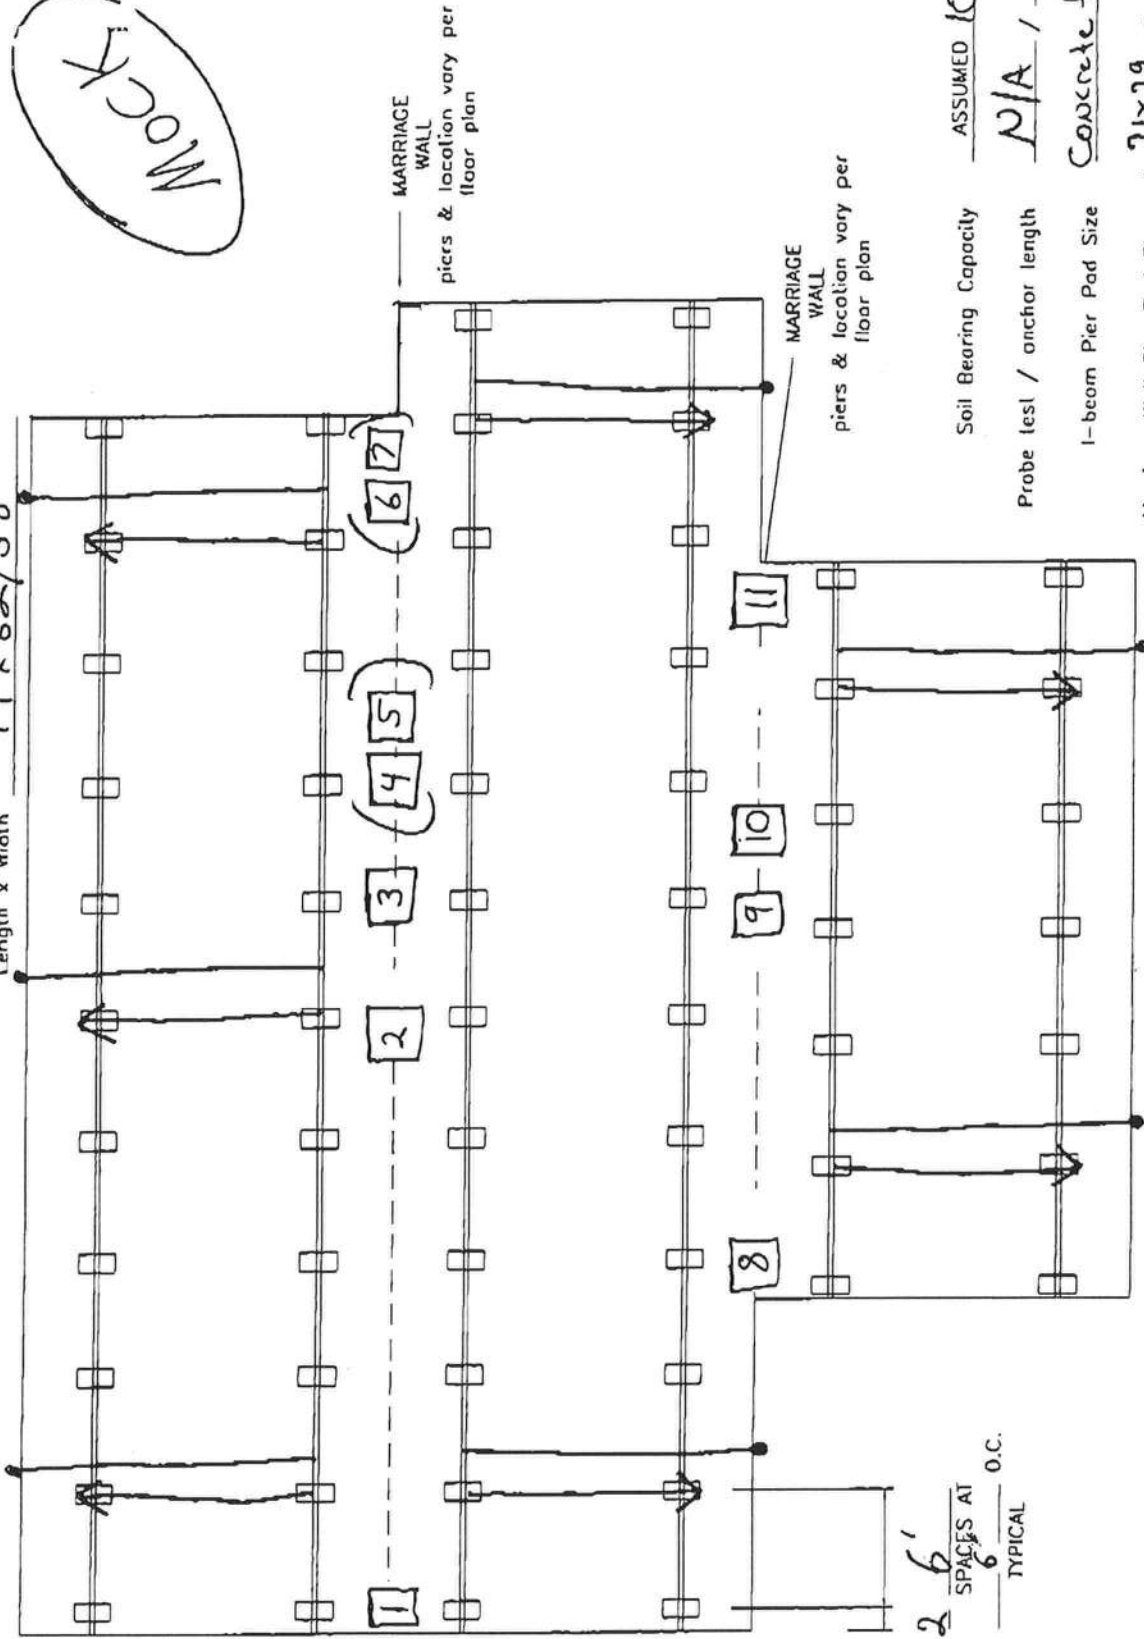 Length x width
MOCK
MARRIAGE
WALL
piers & location vary per
floor plan
6
7
4
5
3
2
1
MARRIAGE
WALL
piers & location vary per
floor plan
11
10
9
8
2 6'
SPACES AT
6' O.C.
TYPICAL
Soil Bearing Capacity ASSUMED
Probe test / anchor length N/A /
I-beam Pier Pad Size Concrete
21x29